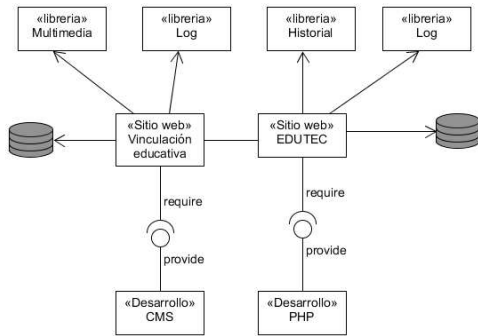 «libreria»
Multimedia
«libreria»
Log
«libreria»
Historial
«libreria»
Log
«Sitio web»
Vinculación
educativa
«Sitio web»
EDUTEC
require
require
provide
provide
«Desarrollo»
CMS
«Desarrollo»
PHP